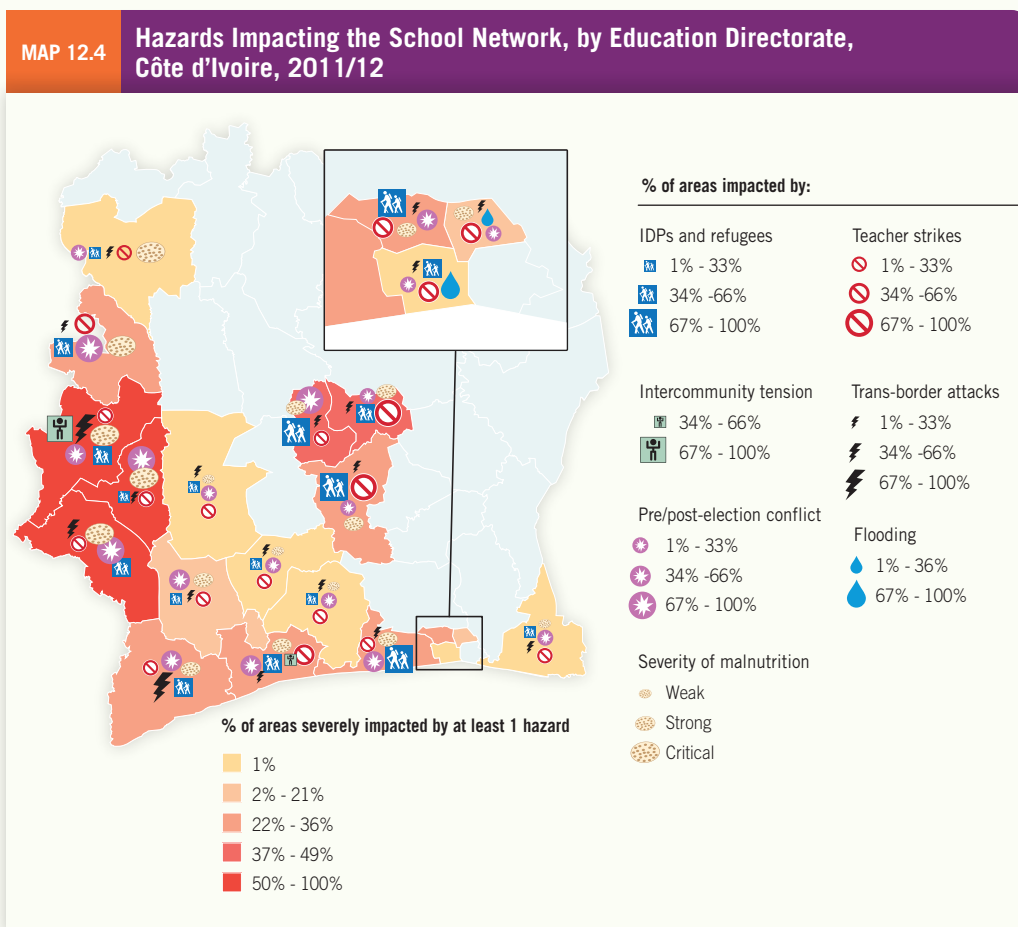 MAP 12.4
Hazards Impacting the School Network, by Education Directorate,
Côte d'Ivoire, 2011/12
% of areas impacted by:
IDPs and refugees
1% - 33%
34% -66%
67% - 100%
Teacher strikes
1% - 33%
34% -66%
67% - 100%
Intercommunity tension
34% - 66%
67% - 100%
Trans-border attacks
1% - 33%
34% -66%
67% - 100%
Pre/post-election conflict
1% - 33%
34% -66%
67% - 100%
Flooding
1% - 36%
67% - 100%
Severity of malnutrition
Weak
Strong
Critical
% of areas severely impacted by at least 1 hazard
1%
2% - 21%
22% - 36%
37% - 49%
50% - 100%